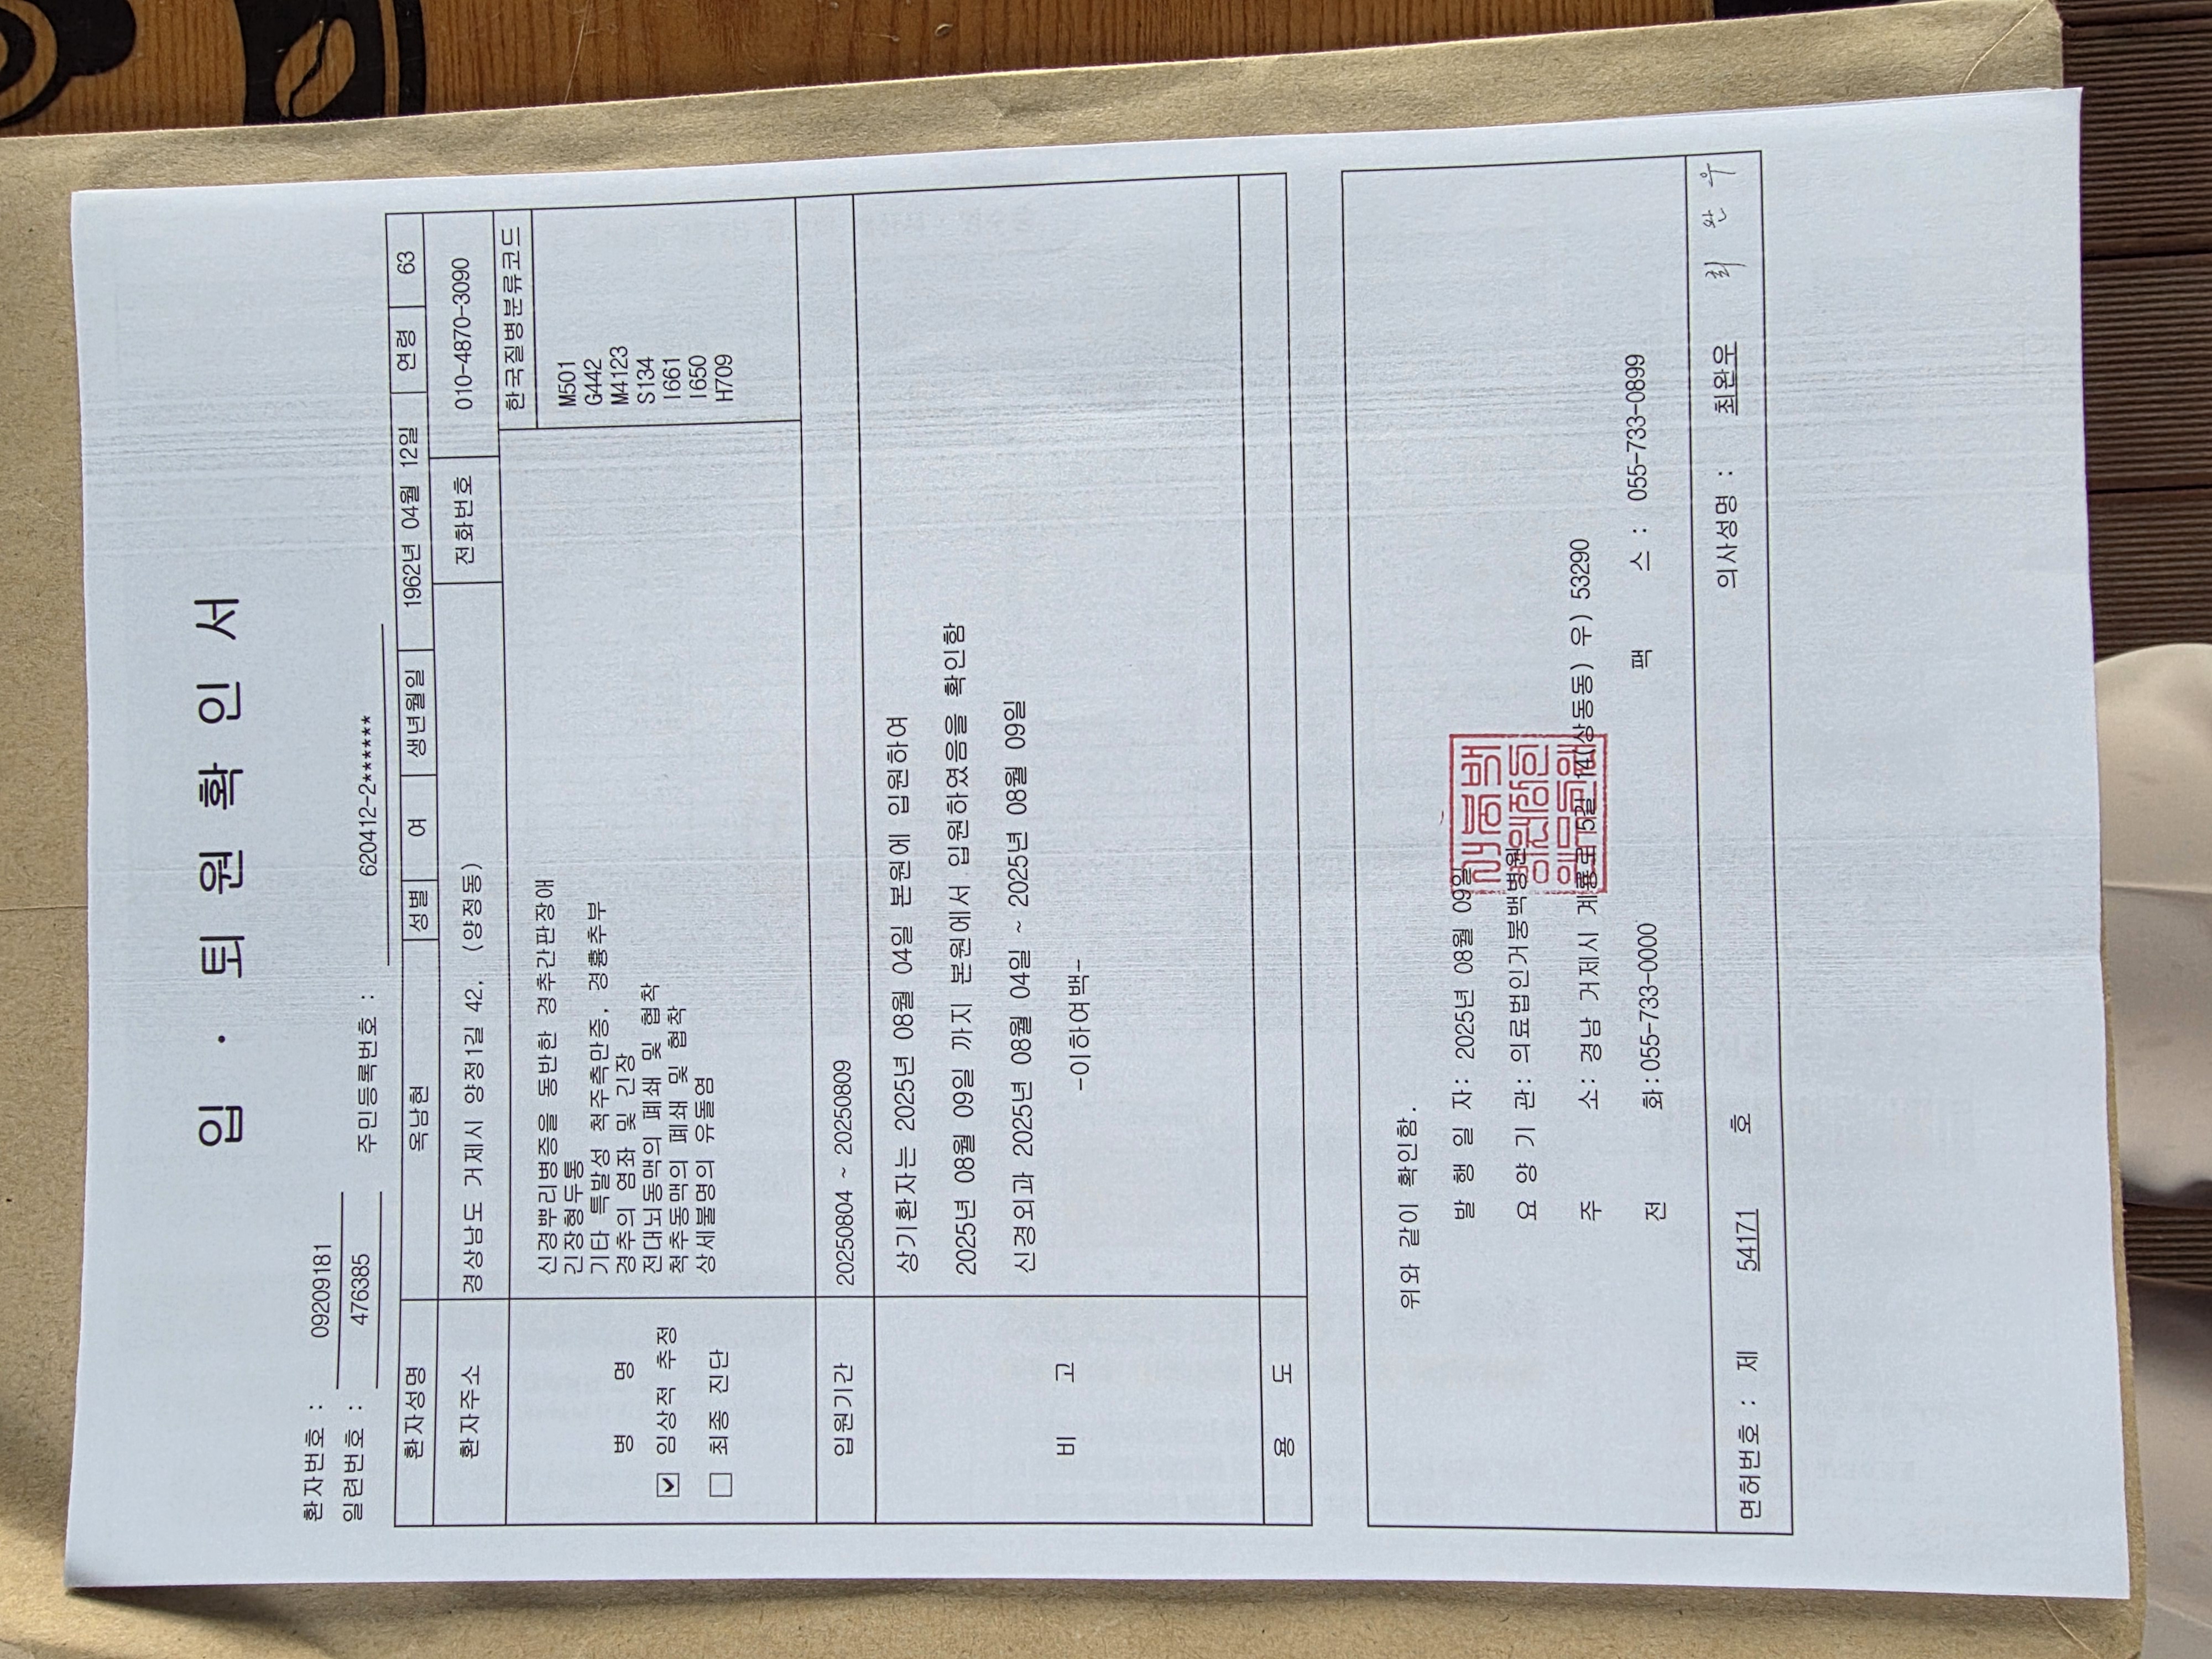 입 · 퇴 원 확 인 서
환자번호 : 09209181
일련번호 : 476385 주민등록번호 : 620412-2******
환자성명 옥남현 성별 여 생년월일 1962년 04월 12일 연령 63
환자주소 경상남도 거제시 양정1길 42, (양정동) 전화번호 010-4870-3090
병 명
☑ 임상적 추정
☐ 최종 진단
한국질병분류코드
신경뿌리병증을 동반한 경추간판장애 M501
긴장형두통 G442
기타 특발성 척주측만증, 경흉추부 M4123
경추의 염좌 및 긴장 S134
전대뇌동맥의 폐쇄 및 협착 I661
척추동맥의 폐쇄 및 협착 I650
상세불명의 유돌염 H709
입원기간 20250804 ~ 20250809
비 고
상기환자는 2025년 08월 04일 본원에 입원하여
2025년 08월 09일 까지 본원에서 입원하였음을 확인함
신경외과 2025년 08월 04일 ~ 2025년 08월 09일
-이하여백-
용 도
위와 같이 확인함.
발 행 일 자: 2025년 08월 09일
요 양 기 관: 의료법인거붕백병원
주 소: 경남 거제시 계룡로5길 14(상동동) 우) 53290
전 화: 055-733-0000 팩 스 : 055-733-0899
면허번호 : 제 54171 호 의사성명 : 최완우 최 완 우